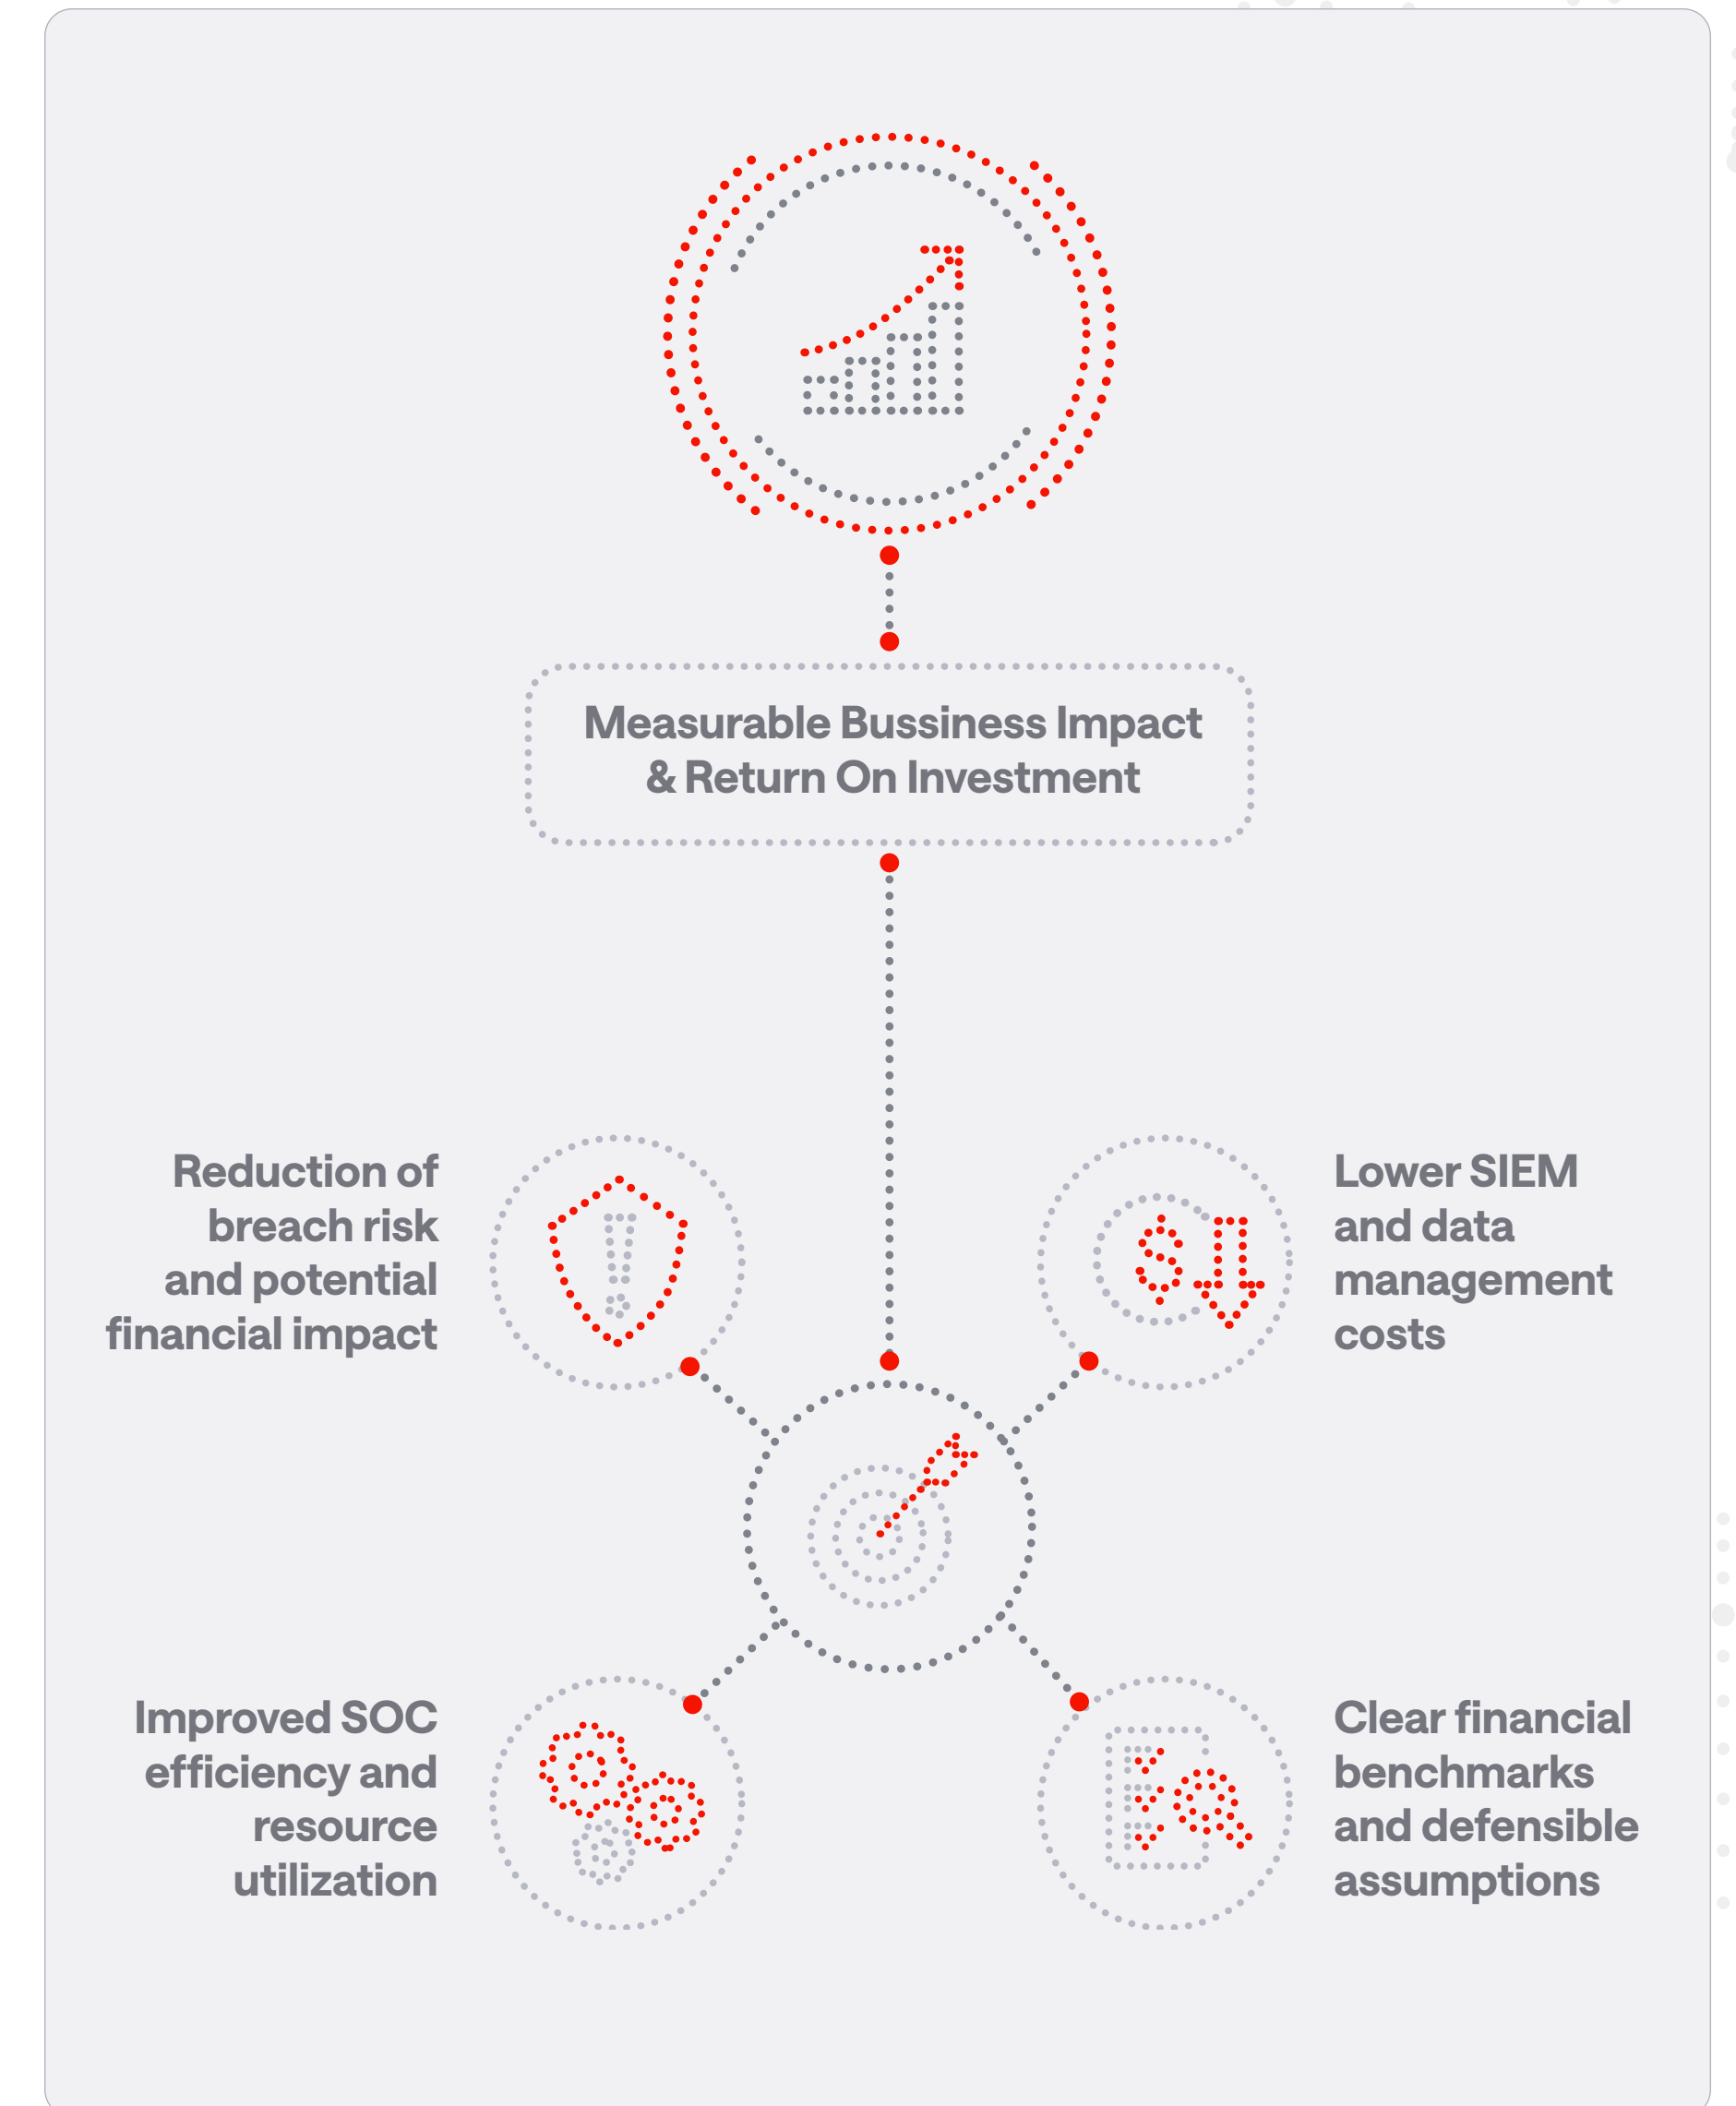 Measurable Bussiness Impact
& Return On Investment
Reduction of
breach risk
and potential
financial impact
Lower SIEM
and data
management
costs
Improved SOC
efficiency and
resource
utilization
Clear financial
benchmarks
and defensible
assumptions